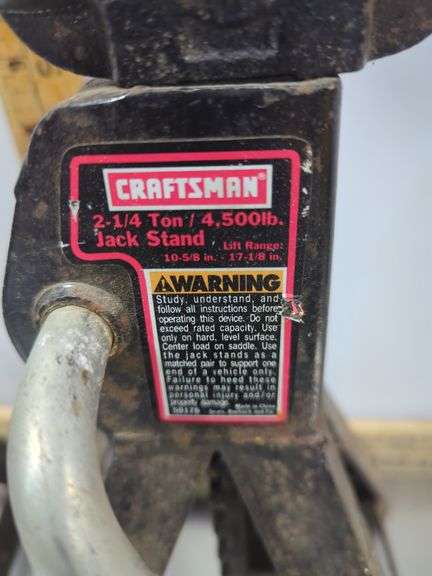 CRAFTSMAN®
2-1/4 Ton / 4,500lb.
Jack Stand
Lift Range:
10-5/8 in. - 17-1/8 in.
WARNING
Study, understand, and
follow all instructions before
operating this device. Do not
exceed rated capacity. Use
only on hard, level surface.
Center load on saddle. Use
the jack stands as a
matched pair to support one
end of a vehicle only.
Failure to heed these
warnings may result in
personal injury and/or
property damage.
Made in China